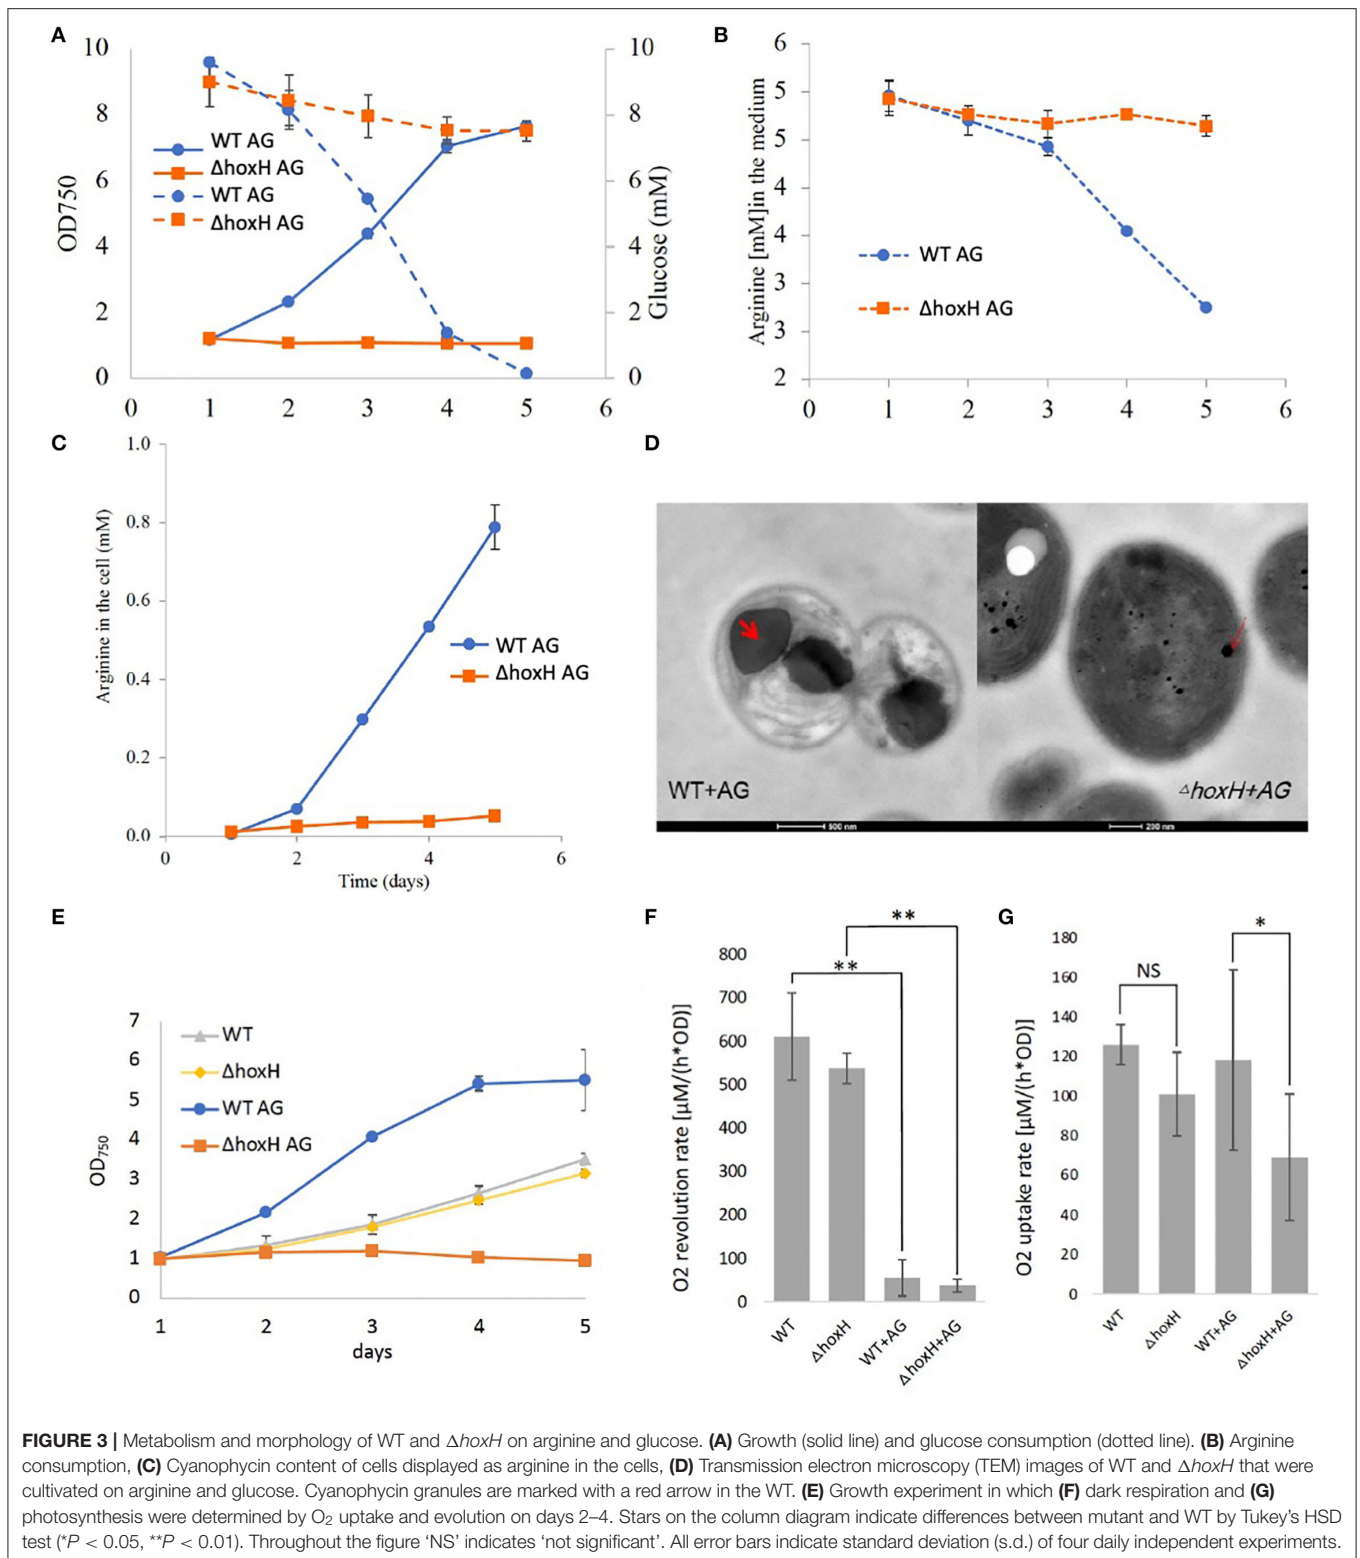 A
10
8
6
4
2
0
OD750
WT AG
ΔhoxH AG
WT AG
ΔhoxH AG
10
8
6
4
2
0
Glucose (mM)
0 1 2 3 4 5 6
B
6
5
5
4
4
3
3
2
Arginine [mM]in the medium
WT AG
ΔhoxH AG
0 1 2 3 4 5 6
C
1.0
0.8
0.6
0.4
0.2
0.0
Arginine in the cell (mM)
WT AG
ΔhoxH AG
0 2 4 6
Time (days)
D
WT+AG
ΔhoxH+AG
500 nm
200 nm
E
7
6
5
4
3
2
1
0
OD750
WT
ΔhoxH
WT AG
ΔhoxH AG
1 2 3 4 5
days
F
**
**
800
700
600
500
400
300
200
100
0
O2 revolution rate [µM/(h*OD)]
WT
ΔhoxH
WT+AG
ΔhoxH+AG
G
*
NS
180
160
140
120
100
80
60
40
20
0
O2 uptake rate [µM/(h*OD)]
WT
ΔhoxH
WT+AG
ΔhoxH+AG
FIGURE 3 | Metabolism and morphology of WT and ΔhoxH on arginine and glucose. (A) Growth (solid line) and glucose consumption (dotted line). (B) Arginine
consumption, (C) Cyanophycin content of cells displayed as arginine in the cells, (D) Transmission electron microscopy (TEM) images of WT and ΔhoxH that were
cultivated on arginine and glucose. Cyanophycin granules are marked with a red arrow in the WT. (E) Growth experiment in which (F) dark respiration and (G)
photosynthesis were determined by O2 uptake and evolution on days 2–4. Stars on the column diagram indicate differences between mutant and WT by Tukey's HSD
test (*P < 0.05, **P < 0.01). Throughout the figure 'NS' indicates 'not significant'. All error bars indicate standard deviation (s.d.) of four daily independent experiments.